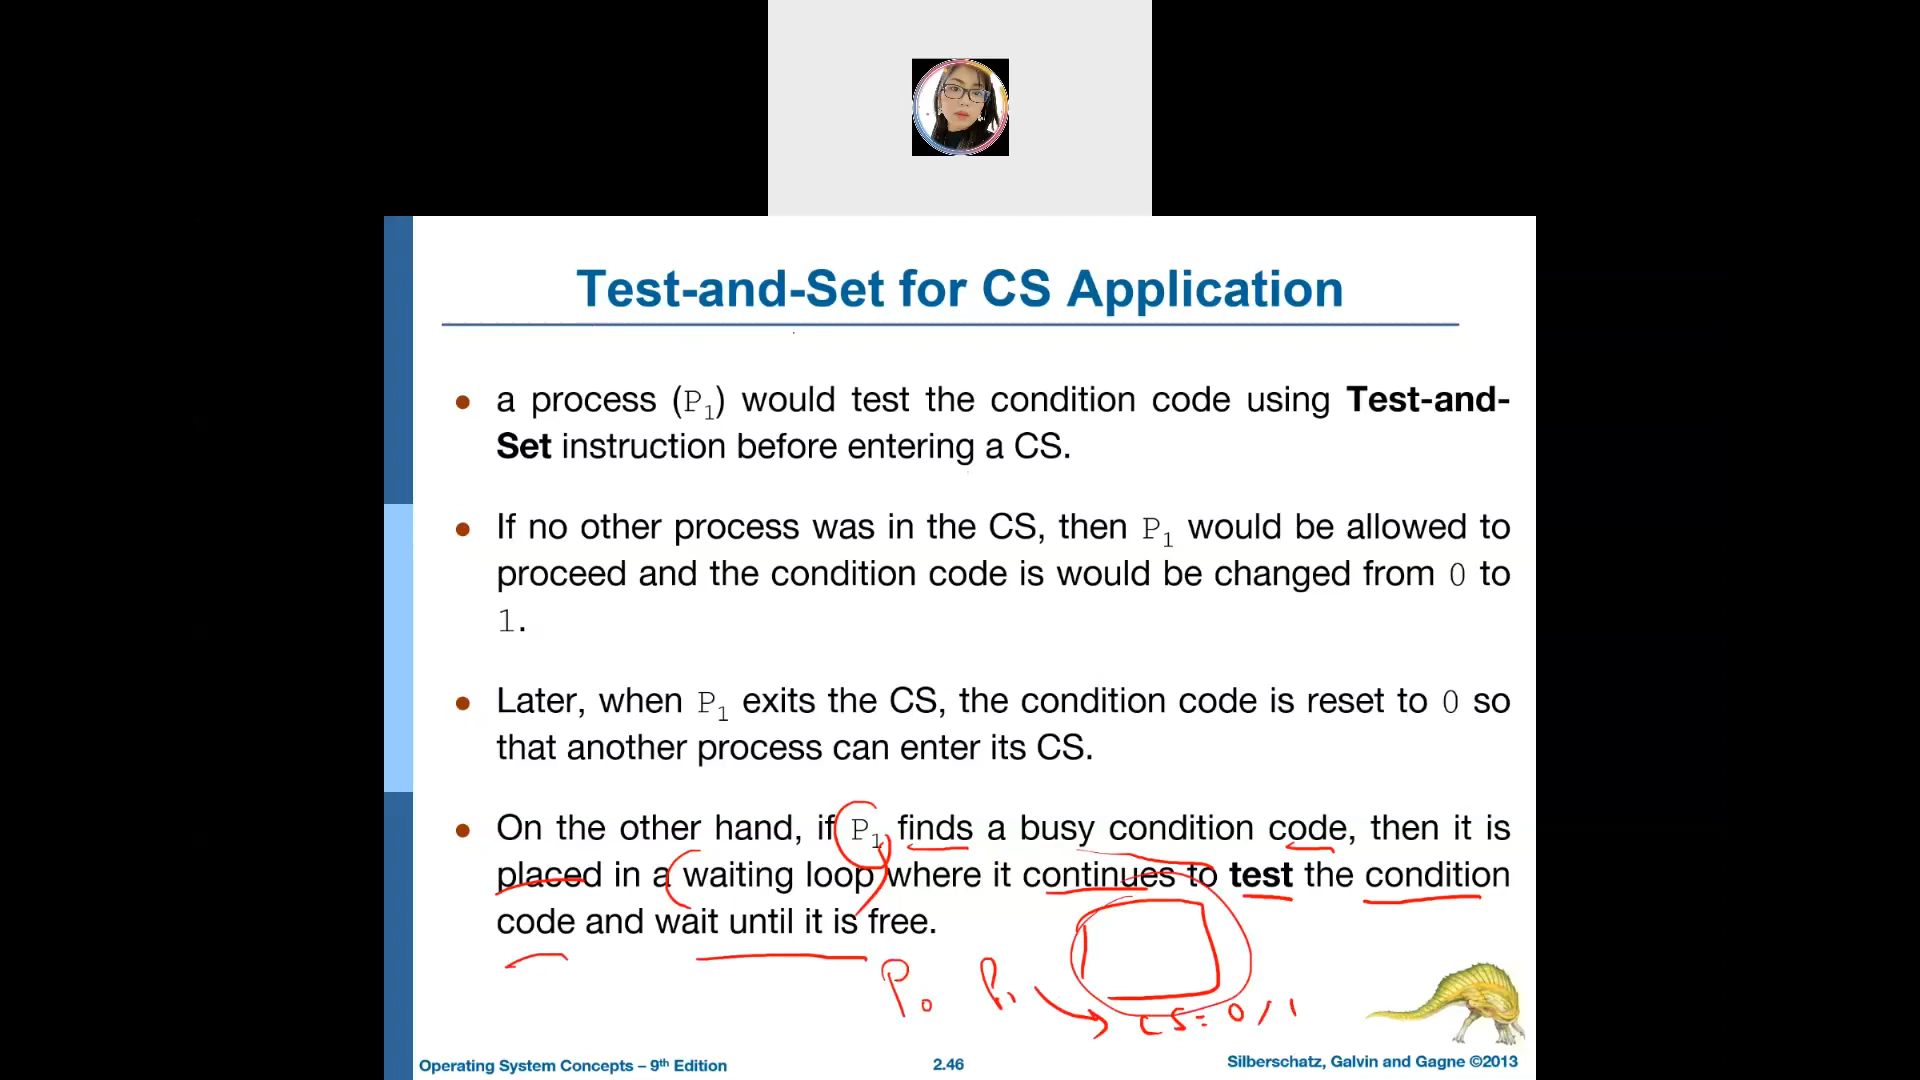 Test-and-Set for CS Application
• a process (P1) would test the condition code using Test-and-
Set instruction before entering a CS.
• If no other process was in the CS, then P1 would be allowed to
proceed and the condition code is would be changed from 0 to
1.
• Later, when P1 exits the CS, the condition code is reset to 0 so
that another process can enter its CS.
• On the other hand, if P1 finds a busy condition code, then it is
placed in a waiting loop where it continues to test the condition
code and wait until it is free.
P0 P1 CS = 0 / 1
Operating System Concepts – 9th Edition
2.46
Silberschatz, Galvin and Gagne ©2013